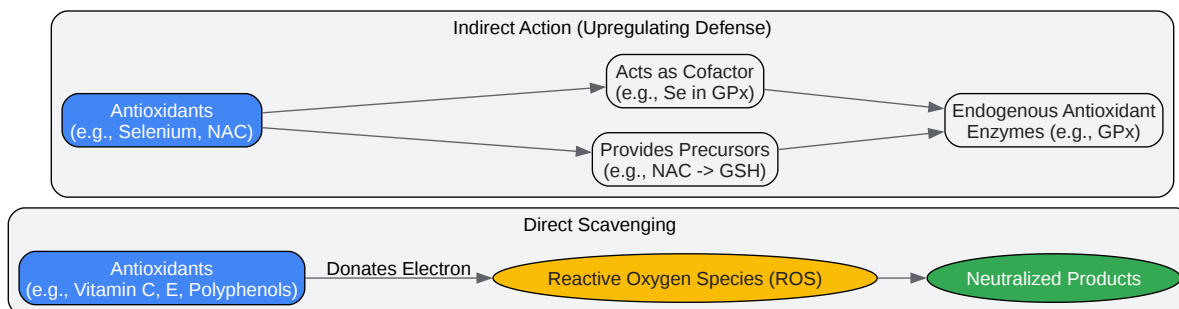 Indirect Action (Upregulating Defense)
Antioxidants
(e.g., Selenium, NAC)
Acts as Cofactor
(e.g., Se in GPx)
Provides Precursors
(e.g., NAC -> GSH)
Endogenous Antioxidant
Enzymes (e.g., GPx)
Direct Scavenging
Antioxidants
(e.g., Vitamin C, E, Polyphenols)
Donates Electron
Reactive Oxygen Species (ROS)
Neutralized Products